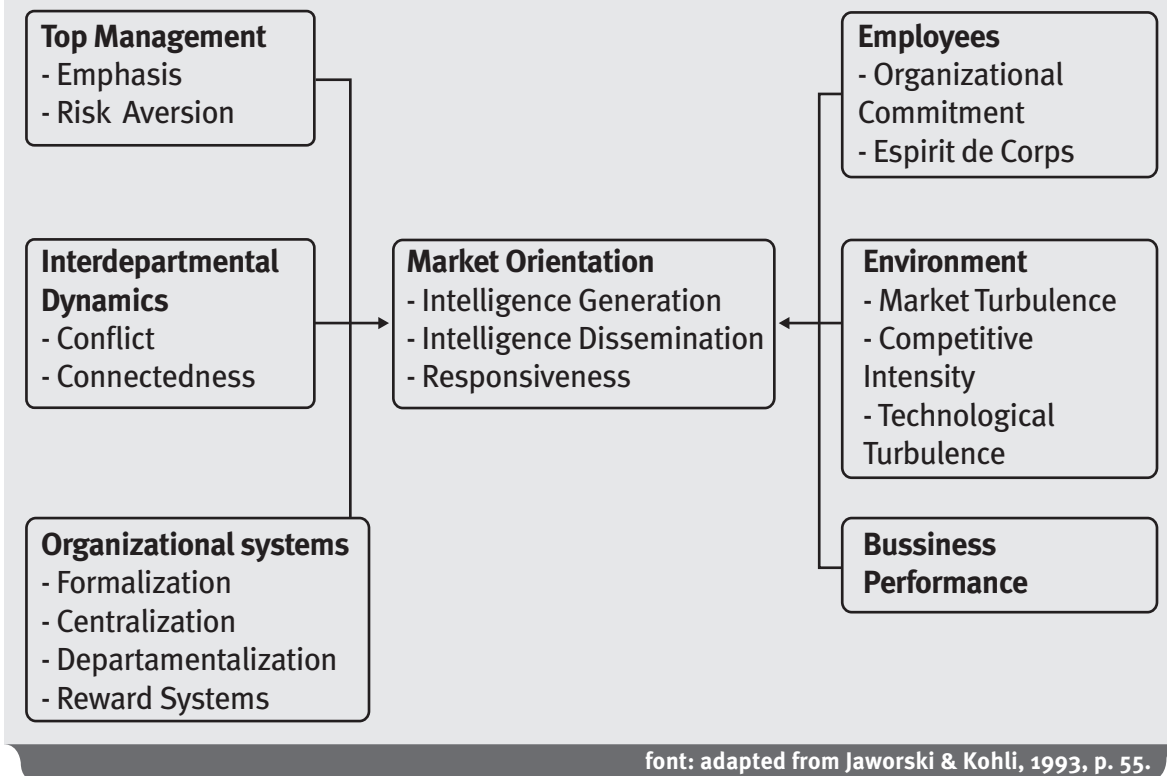 Top Management
- Emphasis
- Risk Aversion
Interdepartmental
Dynamics
- Conflict
- Connectedness
Organizational systems
- Formalization
- Centralization
- Departamentalization
- Reward Systems
Market Orientation
- Intelligence Generation
- Intelligence Dissemination
- Responsiveness
Employees
- Organizational
Commitment
- Espirit de Corps
Environment
- Market Turbulence
- Competitive
Intensity
- Technological
Turbulence
Bussiness
Performance
font: adapted from Jaworski & Kohli, 1993, p. 55.